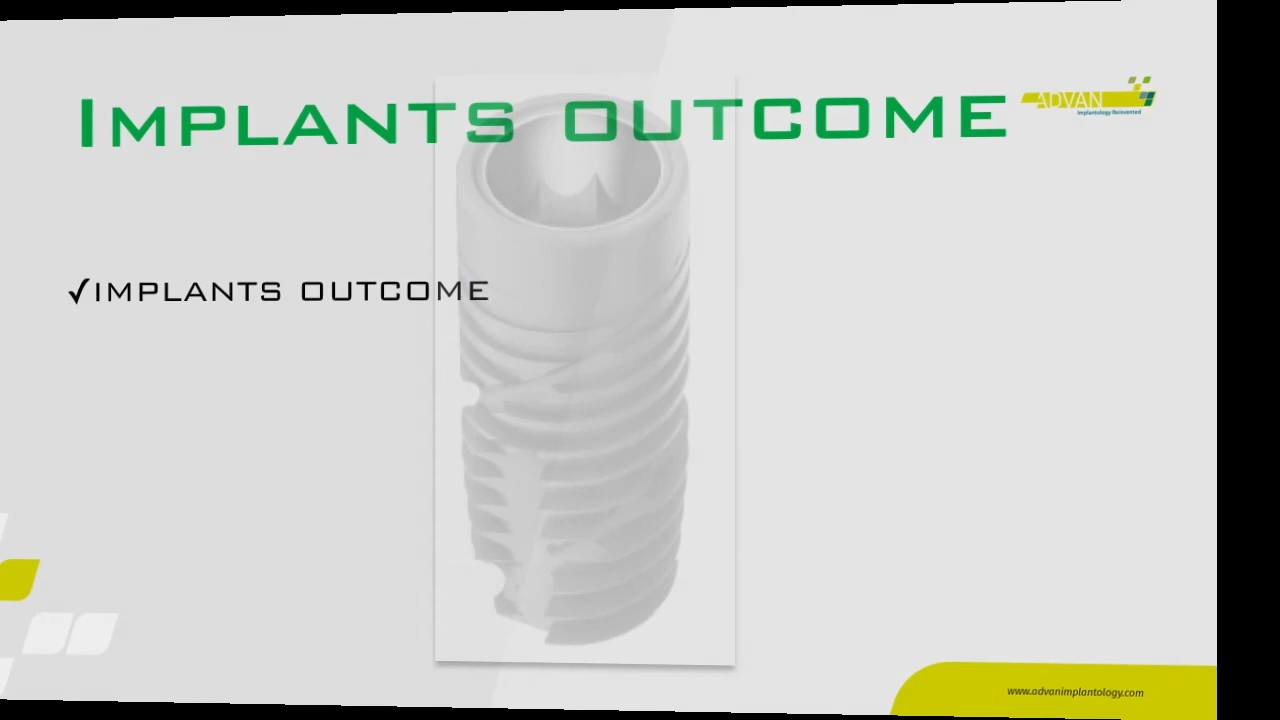 IMPLANTS OUTCOME
ADVAN
Implantology Reinvented
✓IMPLANTS OUTCOME
www.advanimplantology.com